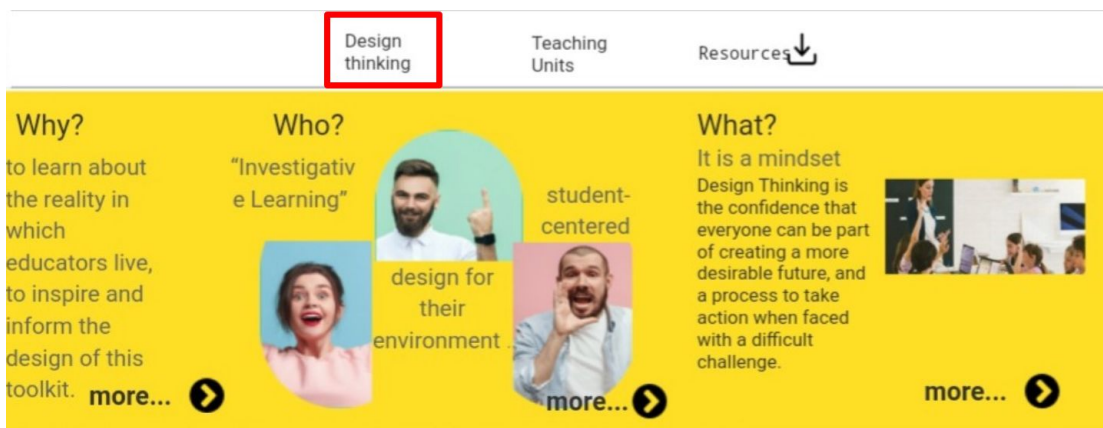 Design
thinking
Teaching
Units
Resources
Why?
to learn about
the reality in
which
educators live,
to inspire and
inform the
design of this
toolkit.
more...
Who?
“Investigativ
e Learning”
student-
centered
design for
their
environment ..
more...
What?
It is a mindset
Design Thinking is
the confidence that
everyone can be part
of creating a more
desirable future, and
a process to take
action when faced
with a difficult
challenge.
more...